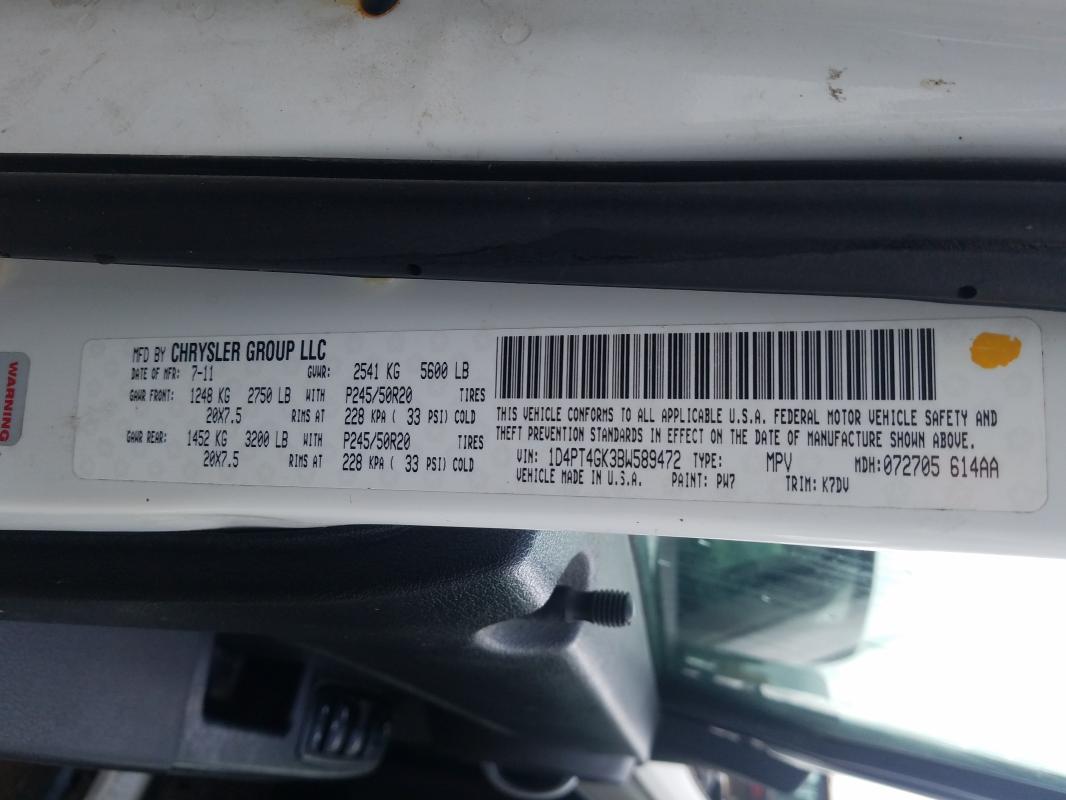 WARNING
MFD BY CHRYSLER GROUP LLC
DATE OF MFR: 7-11 GVWR: 2541 KG 5600 LB
GAWR FRONT: 1248 KG 2750 LB WITH P245/50R20 TIRES
20X7.5 RIMS AT 228 KPA ( 33 PSI) COLD
GAWR REAR: 1452 KG 3200 LB WITH P245/50R20 TIRES
20X7.5 RIMS AT 228 KPA ( 33 PSI) COLD
THIS VEHICLE CONFORMS TO ALL APPLICABLE U.S.A. FEDERAL MOTOR VEHICLE SAFETY AND
THEFT PREVENTION STANDARDS IN EFFECT ON THE DATE OF MANUFACTURE SHOWN ABOVE.
VIN: 1D4PT4GK3BW589472 TYPE: MPV MDH: 072705 614AA
VEHICLE MADE IN U.S.A. PAINT: PW7 TRIM: K7DV